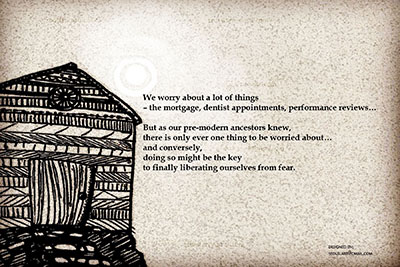 We worry about a lot of things
– the mortgage, dentist appointments, performance reviews…
But as our pre-modern ancestors knew,
there is only ever one thing to be worried about…
and conversely,
doing so might be the key
to finally liberating ourselves from fear.
DESIGNED BY: